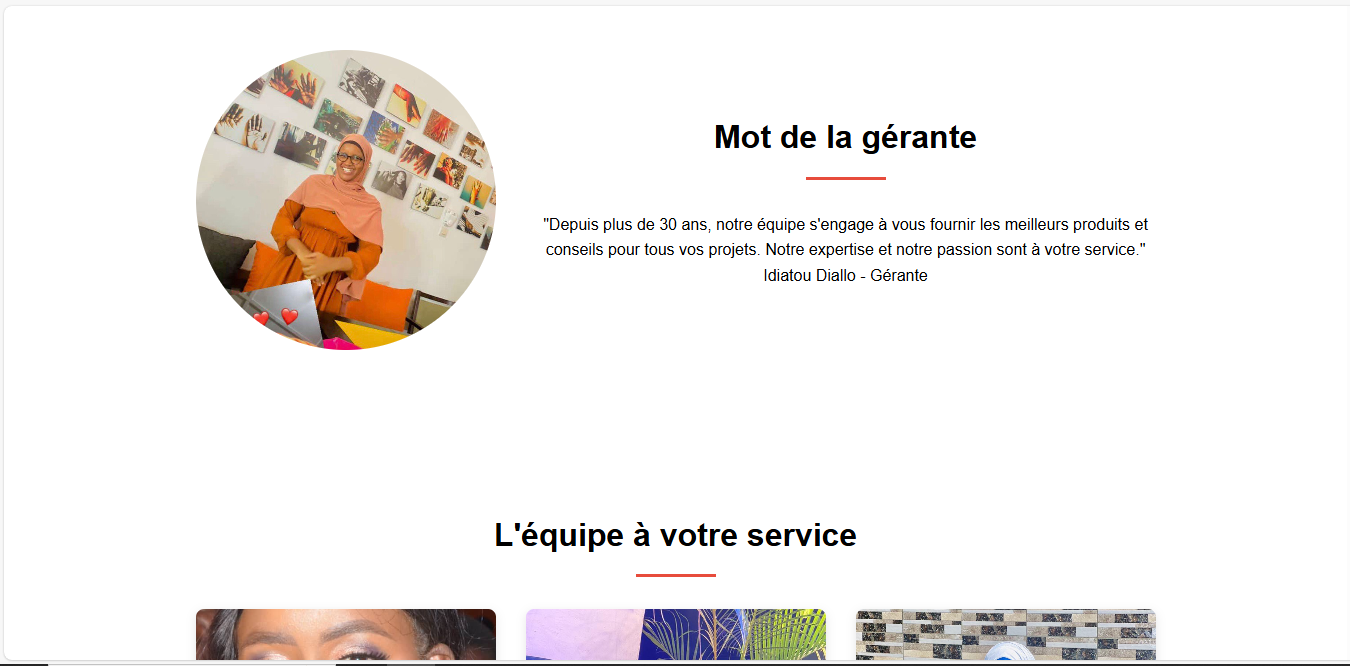 Mot de la gérante
"Depuis plus de 30 ans, notre équipe s'engage à vous fournir les meilleurs produits et
conseils pour tous vos projets. Notre expertise et notre passion sont à votre service."
Idiatou Diallo - Gérante
L'équipe à votre service